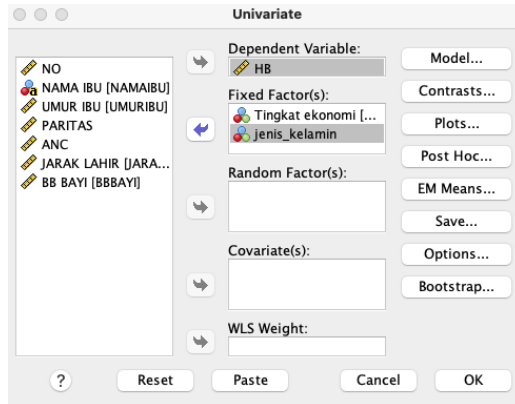 Univariate
NO
NAMA IBU [NAMAIBU]
UMUR IBU [UMURIBU]
PARITAS
ANC
JARAK LAHIR [JARA...
BB BAYI [BBBAYI]
Dependent Variable:
HB
Fixed Factor(s):
Tingkat ekonomi [...
jenis_kelamin
Random Factor(s):
Covariate(s):
WLS Weight:
Model...
Contrasts...
Plots...
Post Hoc...
EM Means...
Save...
Options...
Bootstrap...
?
Reset
Paste
Cancel
OK